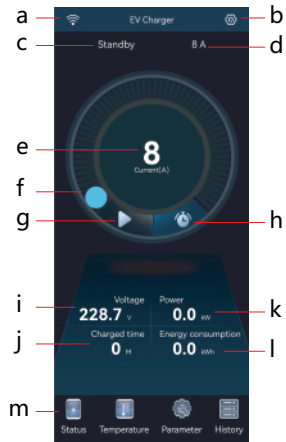 a
EV Charger
b
c
Standby
8 A
d
e
8
Current(A)
f
g
h
i
Voltage
Power
228.7 V
0.0 kW
k
j
Charged time
Energy consumption
0 M
0.0 kWh
l
m
Status
Temperature
Parameter
History